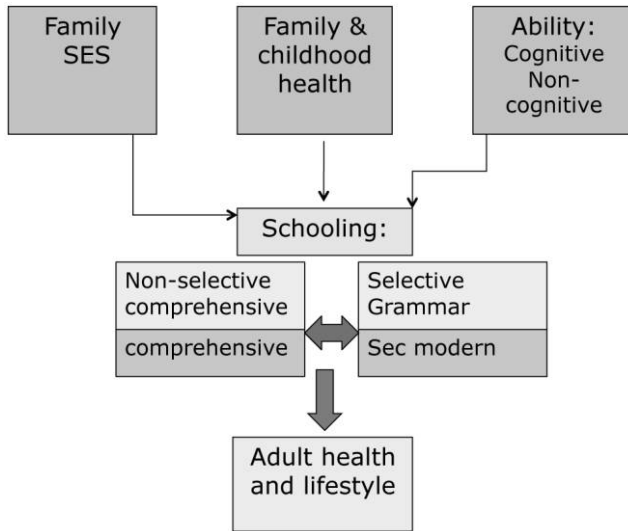 Family
SES
Family &
childhood
health
Ability:
Cognitive
Non-
cognitive
Schooling:
Non-selective
comprehensive
Selective
Grammar
comprehensive
Sec modern
Adult health
and lifestyle